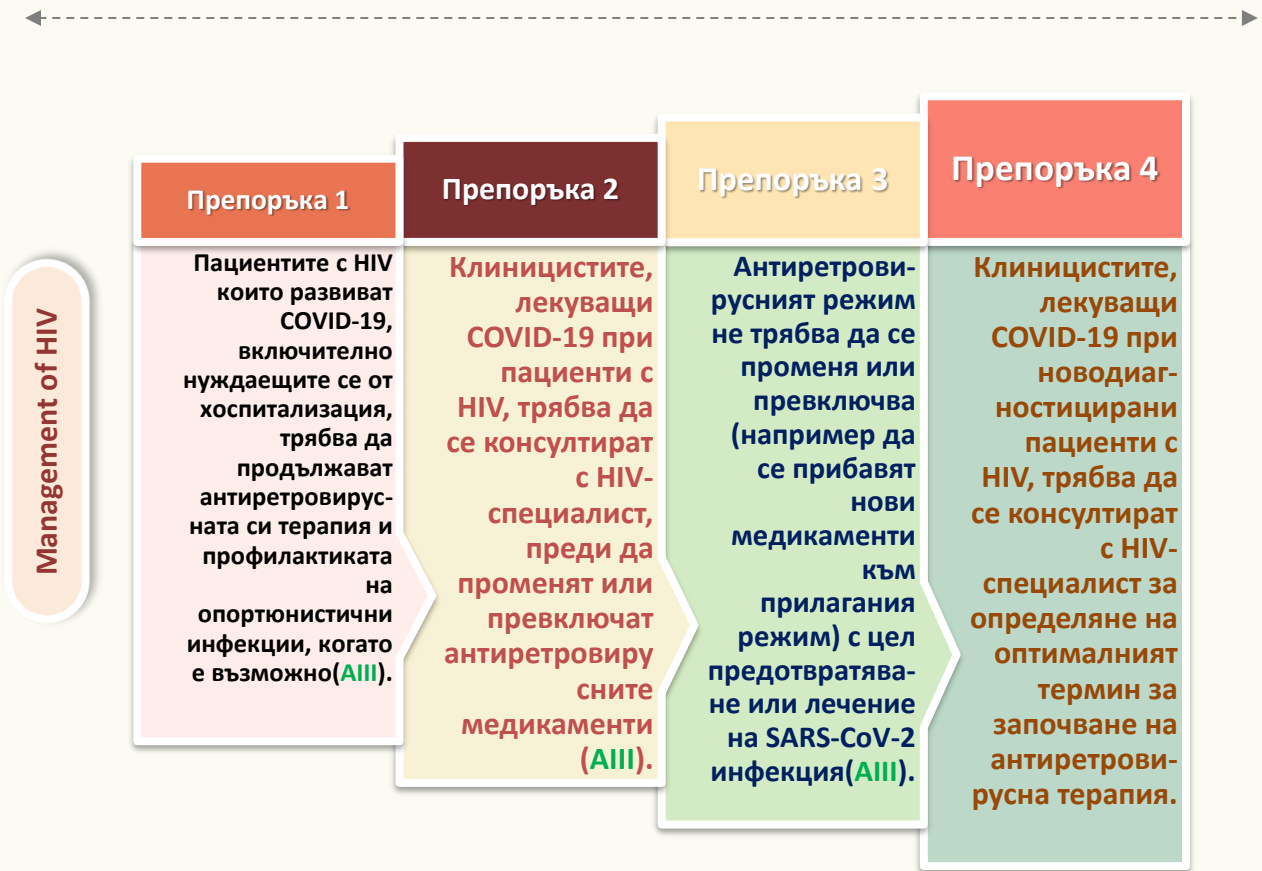 Management of HIV
Препоръка 1
Пациентите с HIV
които развиват
COVID-19,
включително
нуждаещите се от
хоспитализация,
трябва да
продължават
антиретровирус-
ната си терапия и
профилактиката
на
опортюнистични
инфекции, когато
е възможно(AIII).
Препоръка 2
Клиницистите,
лекуващи
COVID-19 при
пациенти с
HIV, трябва да
се консултират
с HIV-
специалист,
преди да
променят или
превключат
антиретровиру
сните
медикаменти
(AIII).
Препоръка 3
Антиретрови-
русният режим
не трябва да се
променя или
превключва
(например да
се прибавят
нови
медикаменти
към
прилагания
режим) с цел
предотвратява-
не или лечение
на SARS-CoV-2
инфекция(AIII).
Препоръка 4
Клиницистите,
лекуващи
COVID-19 при
новодиаг-
ностицирани
пациенти с
HIV, трябва да
се консултират
с HIV-
специалист за
определяне на
оптималният
термин за
започване на
антиретрови-
русна терапия.